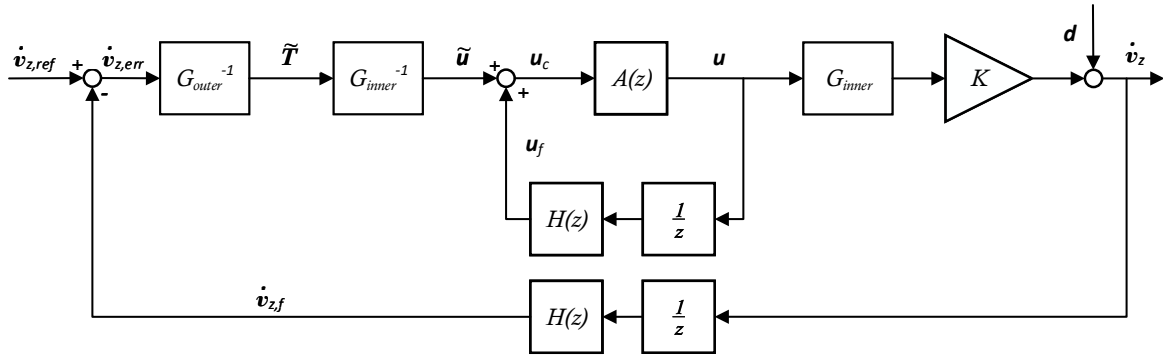 d
v̇z,ref + v̇z,err Gouter-1 T̃ Ginner-1 ũ + uc A(z) u Ginner K v̇z
- +
uf
H(z) 1/z
v̇z,f H(z) 1/z